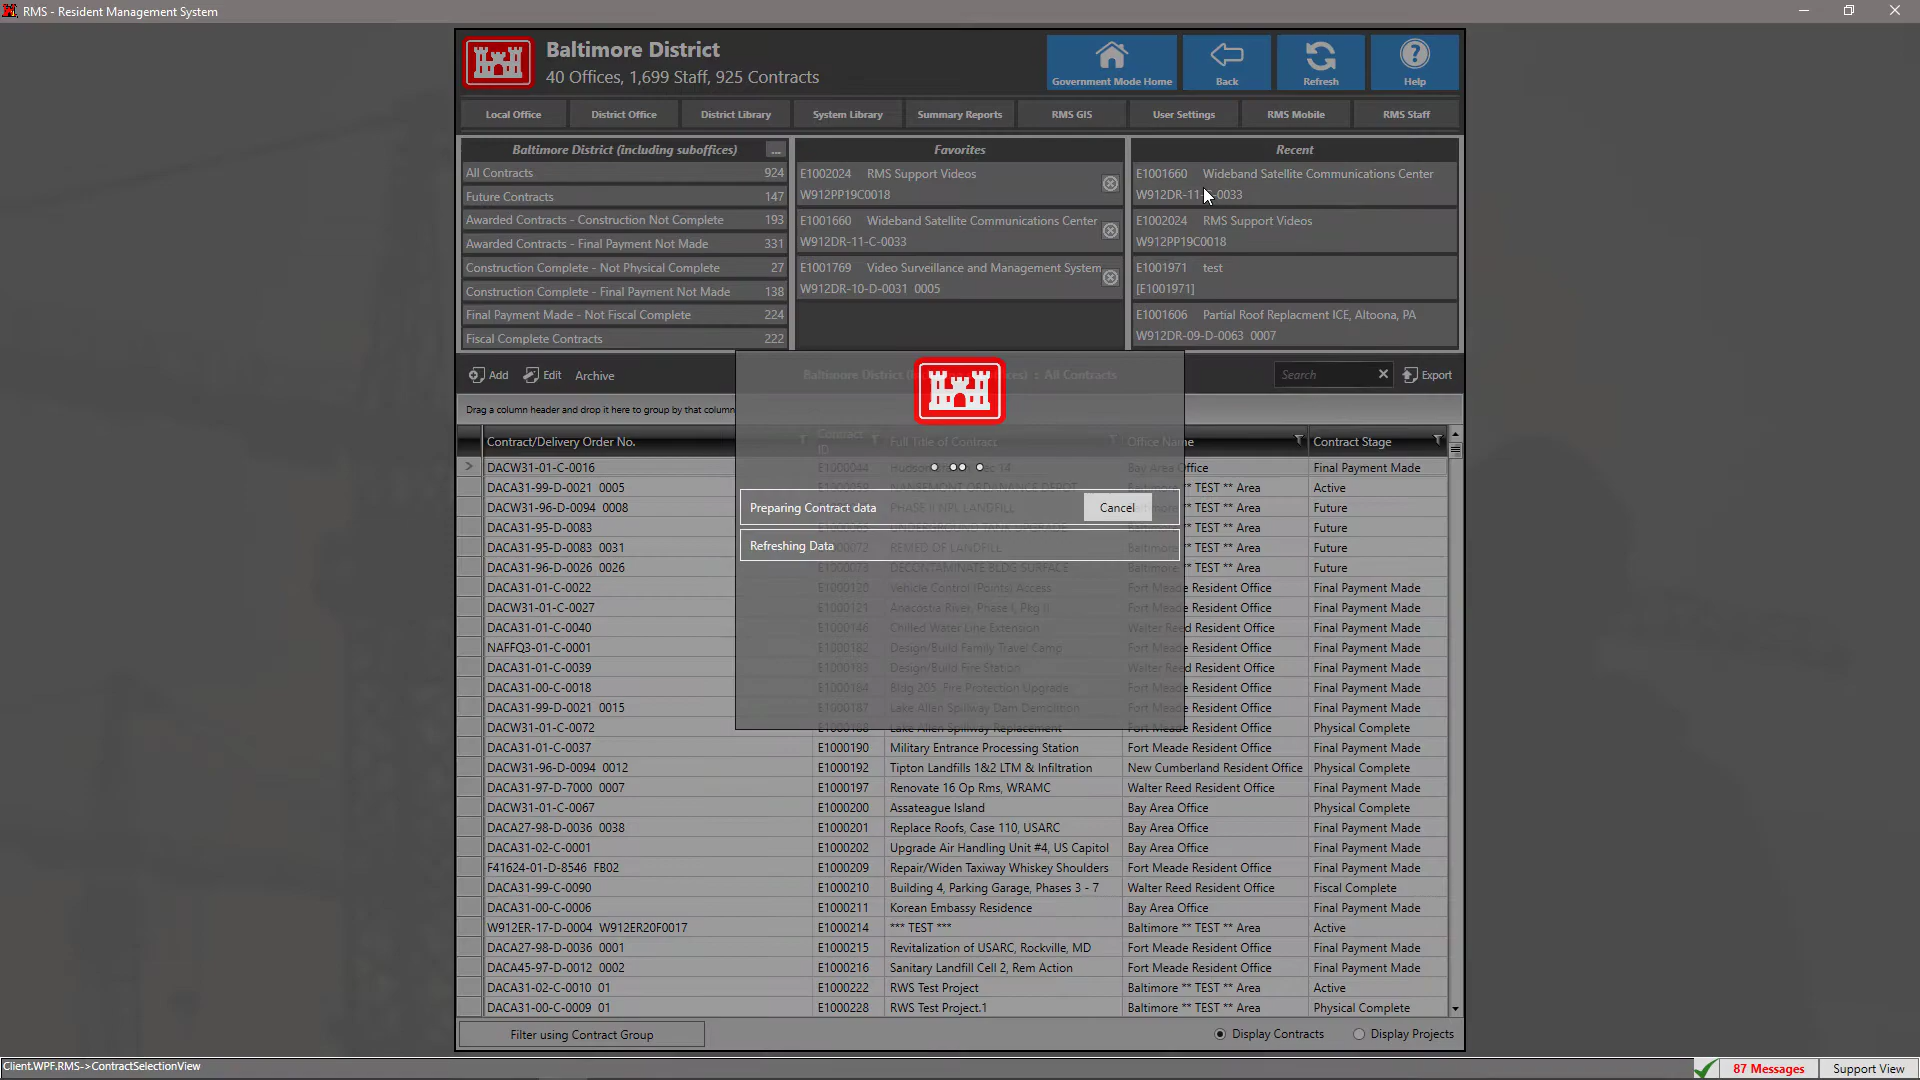 RMS - Resident Management System
Baltimore District
40 Offices, 1,699 Staff, 925 Contracts
Government Mode Home
Back
Refresh
Help
Local Office
District Office
District Library
System Library
Summary Reports
RMS GIS
User Settings
RMS Mobile
RMS Staff
Baltimore District (including suboffices)
...
All Contracts 924
Future Contracts 147
Awarded Contracts - Construction Not Complete 193
Awarded Contracts - Final Payment Not Made 331
Construction Complete - Not Physical Complete 27
Construction Complete - Final Payment Not Made 138
Final Payment Made - Not Fiscal Complete 224
Fiscal Complete Contracts 222
Favorites
E1002024 RMS Support Videos
W912PP19C0018
E1001660 Wideband Satellite Communications Center
W912DR-11-C-0033
E1001769 Video Surveillance and Management System
W912DR-10-D-0031 0005
Recent
E1001660 Wideband Satellite Communications Center
W912DR-11-C-0033
E1002024 RMS Support Videos
W912PP19C0018
E1001971 test
[E1001971]
E1001606 Partial Roof Replacment ICE, Altoona, PA
W912DR-09-D-0063 0007
Add
Edit
Archive
Baltimore District : All Contracts
Search
Export
Drag a column header and drop it here to group by that column
Preparing Contract data
Cancel
Refreshing Data
Contract/Delivery Order No. Contract ID Full Title of Contract Office Name Contract Stage
DACW31-01-C-0016 E1000044 14 Bay Area Office Final Payment Made
DACA31-99-D-0021 0005 Baltimore ** TEST ** Area Active
DACW31-96-D-0094 0008 PHASE II NPL LANDFILL Baltimore ** TEST ** Area Future
DACA31-95-D-0083 Baltimore ** TEST ** Area Future
DACA31-95-D-0083 0031 REMED OF LANDFILL Baltimore ** TEST ** Area Future
DACA31-96-D-0026 0026 E1000073 DECONTAMINATE BLDG SURFACE Baltimore ** TEST ** Area Future
DACA31-01-C-0022 E1000120 Vehicle Control (Points) Access Fort Meade Resident Office Final Payment Made
DACW31-01-C-0027 E1000121 Anacostia River, Phase I, Pkg II Fort Meade Resident Office Final Payment Made
DACA31-01-C-0040 E1000146 Chilled Water Line Extension Walter Reed Resident Office Final Payment Made
NAFFQ3-01-C-0001 E1000182 Design/Build Family Travel Camp Fort Meade Resident Office Final Payment Made
DACA31-01-C-0039 E1000183 Design/Build Fire Station Walter Reed Resident Office Final Payment Made
DACA31-00-C-0018 E1000184 Bldg 205, Fire Protection Upgrade Fort Meade Resident Office Final Payment Made
DACA31-99-D-0021 0015 E1000187 Lake Allen Spillway Dam Demolition Fort Meade Resident Office Final Payment Made
DACW31-01-C-0072 E1000188 Lake Allen Spillway Replacement Fort Meade Resident Office Physical Complete
DACA31-01-C-0037 E1000190 Military Entrance Processing Station Fort Meade Resident Office Final Payment Made
DACW31-96-D-0094 0012 E1000192 Tipton Landfills 1&2 LTM & Infiltration New Cumberland Resident Office Physical Complete
DACA31-97-D-7000 0007 E1000197 Renovate 16 Op Rms, WRAMC Walter Reed Resident Office Final Payment Made
DACW31-01-C-0067 E1000200 Assateague Island Bay Area Office Physical Complete
DACA27-98-D-0036 0038 E1000201 Replace Roofs, Case 110, USARC Bay Area Office Final Payment Made
DACA31-02-C-0001 E1000202 Upgrade Air Handling Unit #4, US Capitol Bay Area Office Final Payment Made
F41624-01-D-8546 FB02 E1000209 Repair/Widen Taxiway Whiskey Shoulders Fort Meade Resident Office Final Payment Made
DACA31-99-C-0090 E1000210 Building 4, Parking Garage, Phases 3 - 7 Walter Reed Resident Office Fiscal Complete
DACA31-00-C-0006 E1000211 Korean Embassy Residence Bay Area Office Final Payment Made
W912ER-17-D-0004 W912ER20F0017 E1000214 *** TEST *** Baltimore ** TEST ** Area Active
DACA27-98-D-0036 0001 E1000215 Revitalization of USARC, Rockville, MD Fort Meade Resident Office Final Payment Made
DACA45-97-D-0012 0002 E1000216 Sanitary Landfill Cell 2, Rem Action Fort Meade Resident Office Final Payment Made
DACA31-02-C-0010 01 E1000222 RWS Test Project Baltimore ** TEST ** Area Active
DACA31-00-C-0009 01 E1000228 RWS Test Project.1 Baltimore ** TEST ** Area Physical Complete
Filter using Contract Group
Display Contracts
Display Projects
Client.WPF.RMS->ContractSelectionView
87 Messages
Support View